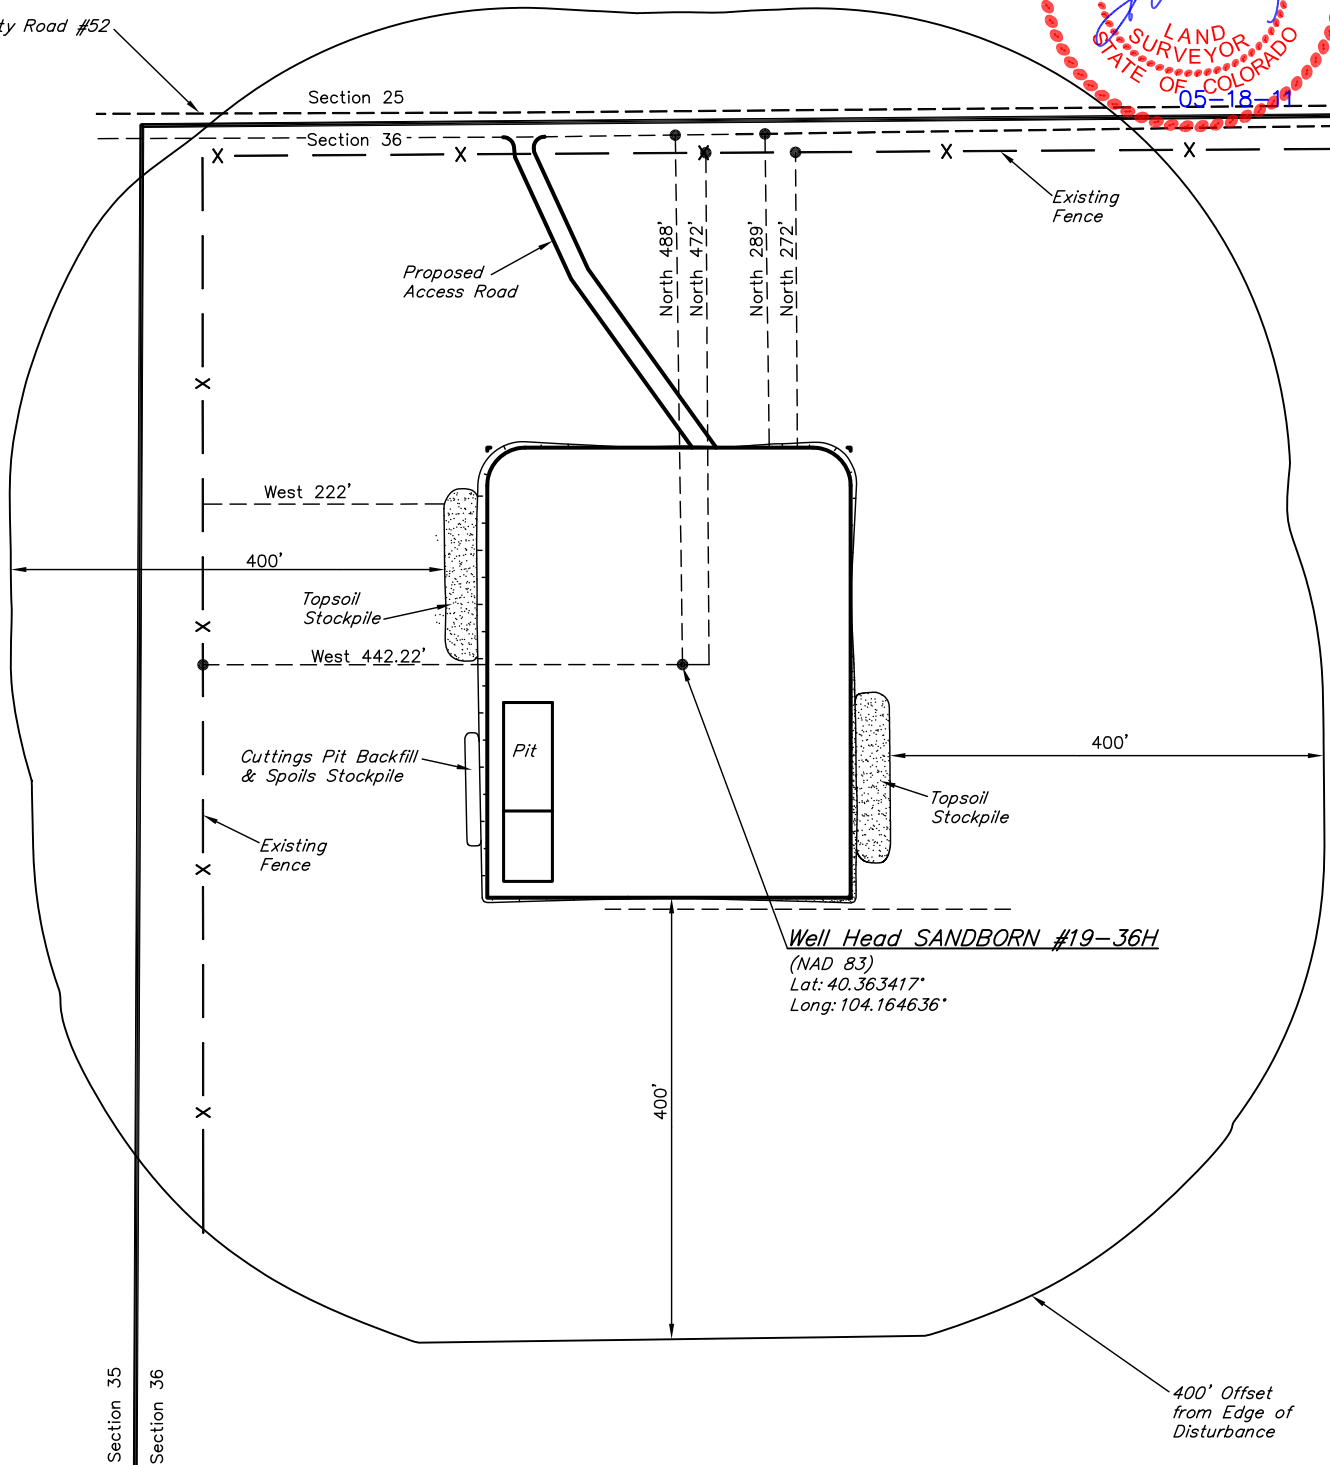 ty Road #52
LAND
SURVEYOR
STATE OF COLORADO
05-18-11
Section 25
Section 36
X X X X X
Existing
Fence
North 488'
North 472'
North 289'
North 272'
Proposed
Access Road
X
West 222'
400'
Topsoil
Stockpile
X
West 442.22'
Cuttings Pit Backfill
& Spoils Stockpile
Pit
400'
Topsoil
Stockpile
Existing
Fence
X
Well Head SANDBORN #19-36H
(NAD 83)
Lat: 40.363417°
Long: 104.164636°
400'
X
Section 35
Section 36
400' Offset
from Edge of
Disturbance